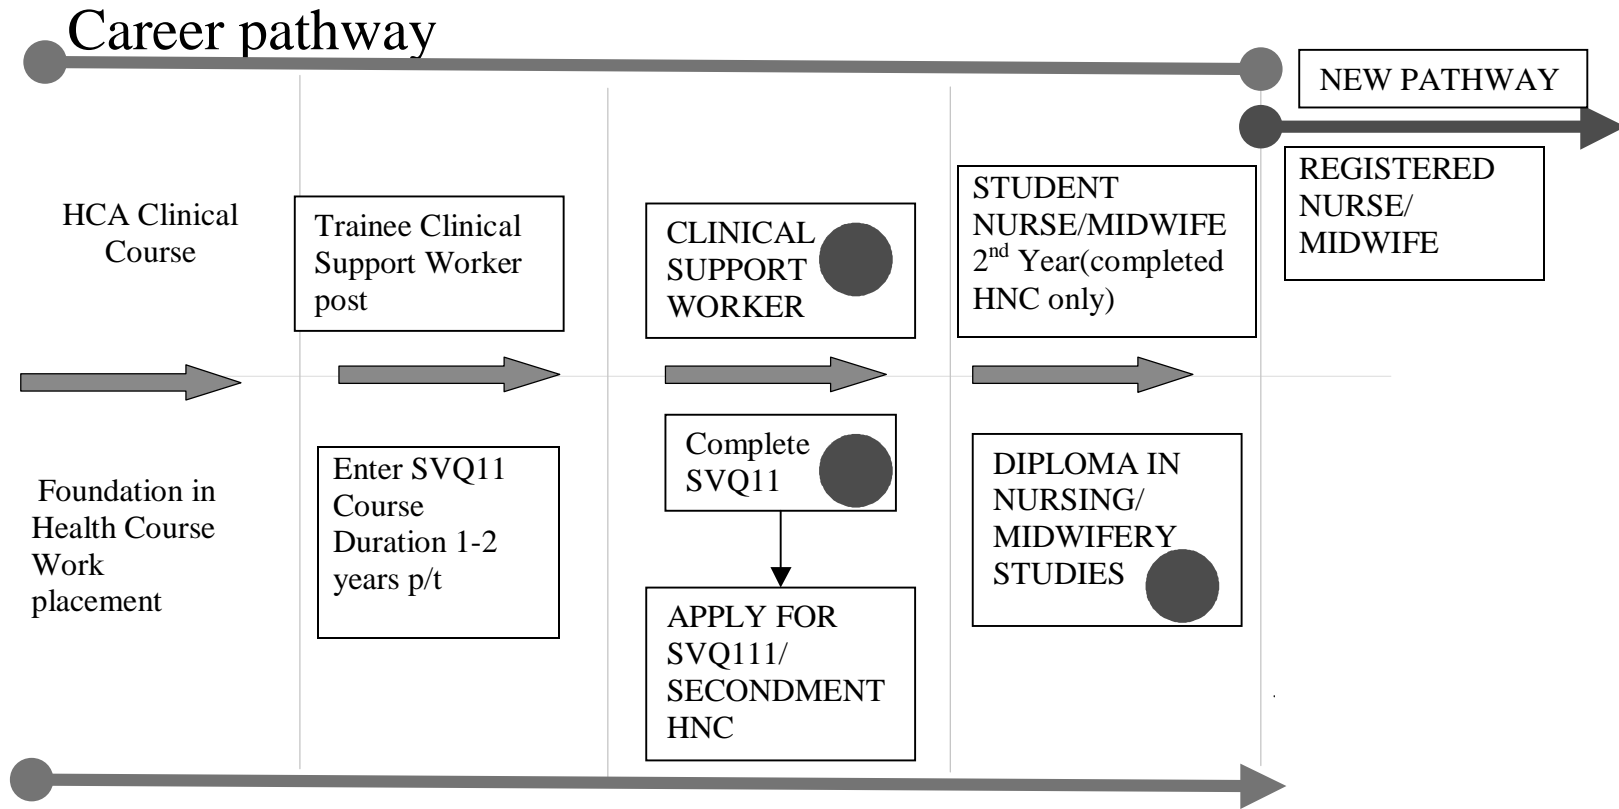 Career pathway
NEW PATHWAY
HCA Clinical
Course
Trainee Clinical
Support Worker
post
CLINICAL
SUPPORT
WORKER
STUDENT
NURSE/MIDWIFE
2nd Year(completed
HNC only)
REGISTERED
NURSE/
MIDWIFE
Foundation in
Health Course
Work
placement
Enter SVQ11
Course
Duration 1-2
years p/t
Complete
SVQ11
APPLY FOR
SVQ111/
SECONDMENT
HNC
DIPLOMA IN
NURSING/
MIDWIFERY
STUDIES